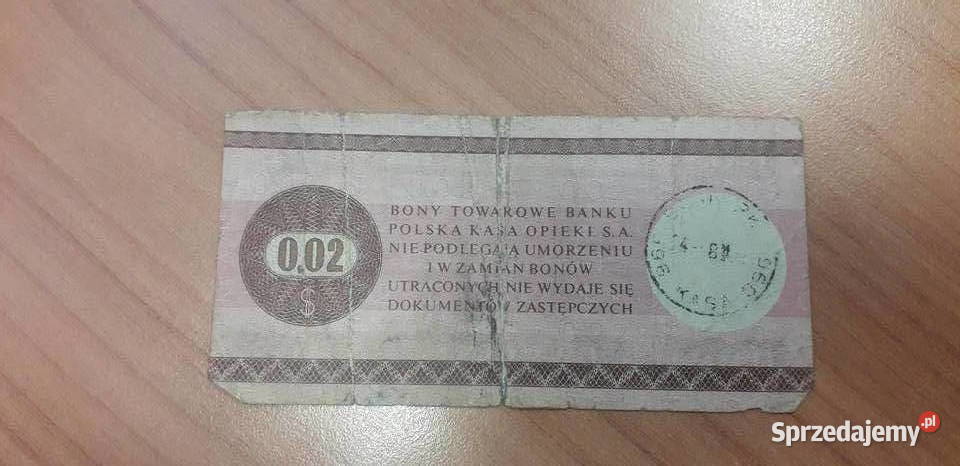 BONY TOWAROWE BANKU
POLSKA KASA OPIEKI S.A.
NIE PODLEGAJĄ UMORZENIU
I W ZAMIAN BONÓW
UTRACONYCH NIE WYDAJE SIĘ
DOKUMENTÓW ZASTĘPCZYCH
0,02
$
KASA
Sprzedajemy.pl